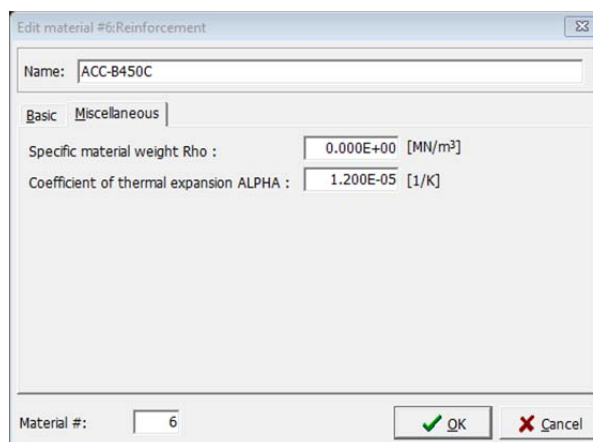 Edit material #6:Reinforcement
Name: ACC-B450C
Basic Miscellaneous
Specific material weight Rho : 0.000E+00 [MN/m³]
Coefficient of thermal expansion ALPHA : 1.200E-05 [1/K]
Material #: 6 OK Cancel